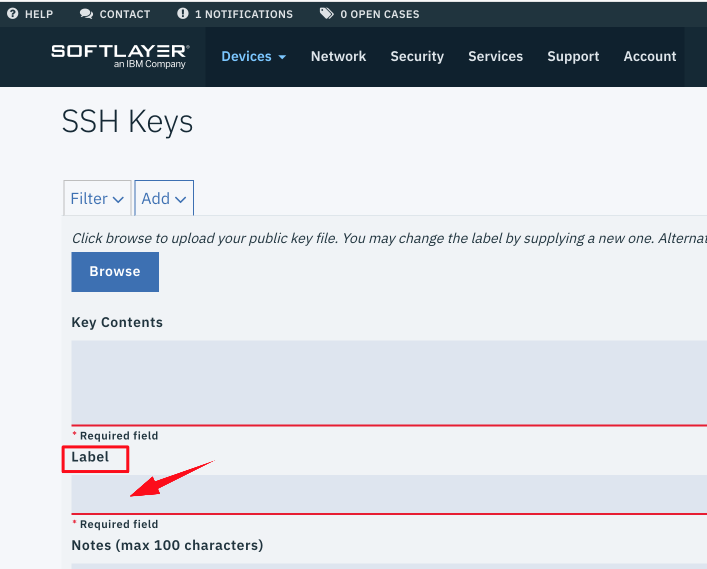 HELP CONTACT 1 NOTIFICATIONS 0 OPEN CASES
SOFTLAYER®
an IBM Company
Devices Network Security Services Support Account
SSH Keys
Filter Add
Click browse to upload your public key file. You may change the label by supplying a new one. Alternat
Browse
Key Contents
* Required field
Label
* Required field
Notes (max 100 characters)